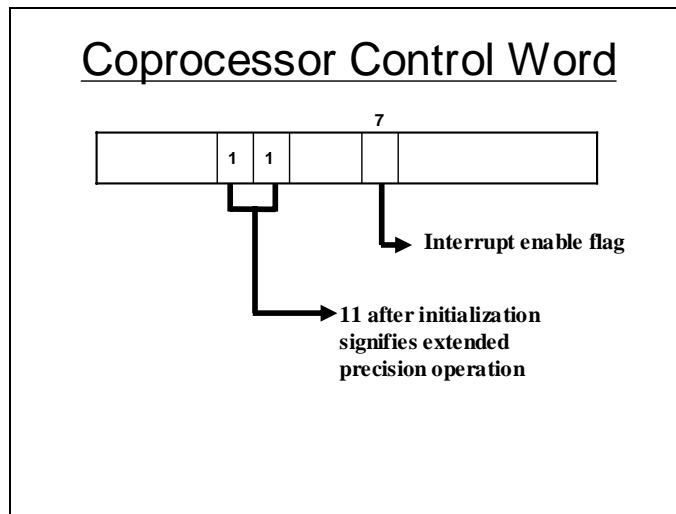 Coprocessor Control Word
7
1 1
Interrupt enable flag
11 after initialization
signifies extended
precision operation